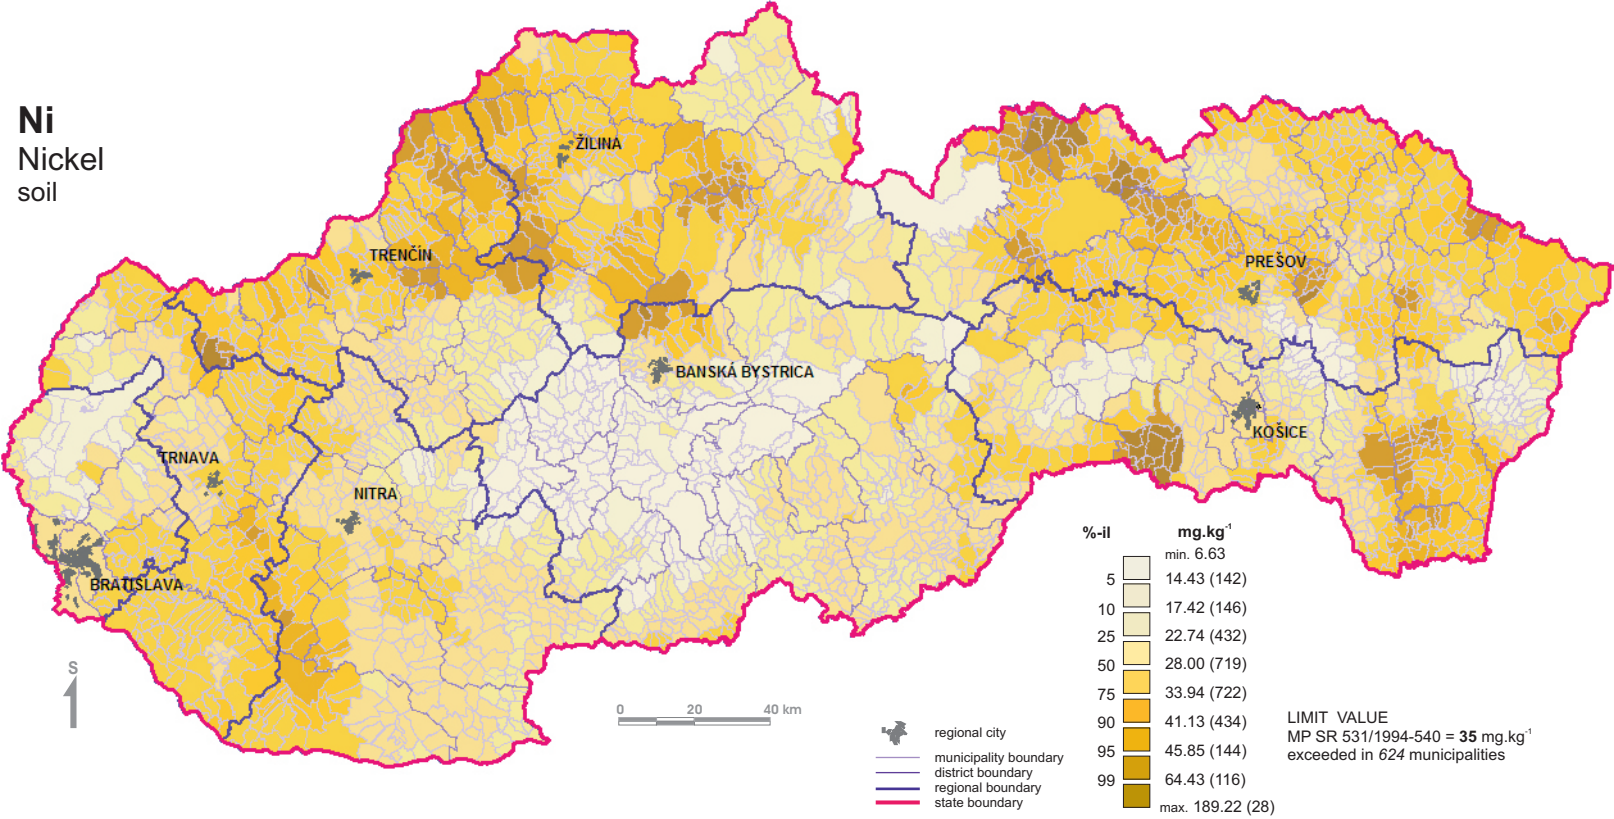 Ni
Nickel
soil
ŽILINA
TRENČÍN
PREŠOV
BANSKÁ BYSTRICA
KOŠICE
TRNAVA
NITRA
BRATISLAVA
S
0 20 40 km
regional city
municipality boundary
district boundary
regional boundary
state boundary
%-il mg.kg⁻¹
min. 6.63
5 14.43 (142)
10 17.42 (146)
25 22.74 (432)
50 28.00 (719)
75 33.94 (722)
90 41.13 (434)
95 45.85 (144)
99 64.43 (116)
max. 189.22 (28)
LIMIT VALUE
MP SR 531/1994-540 = 35 mg.kg⁻¹
exceeded in 624 municipalities